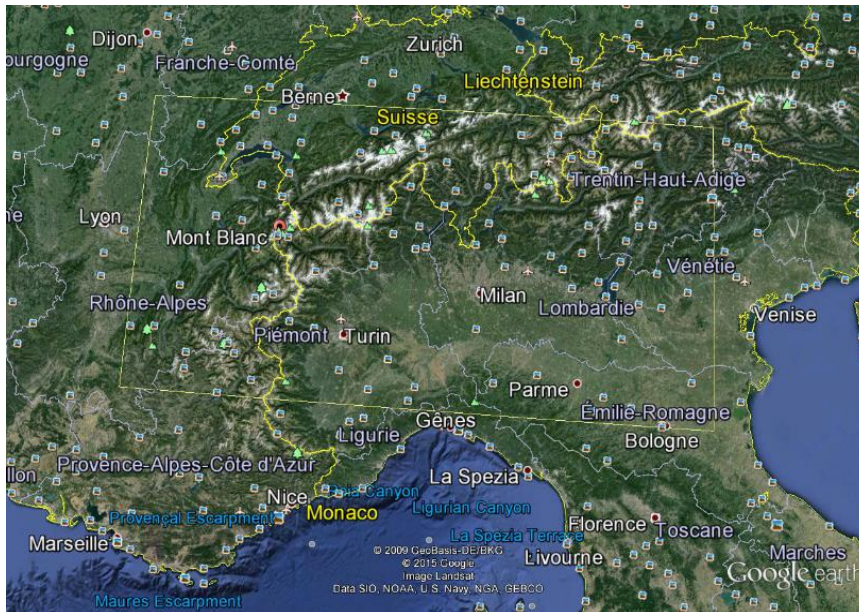 Dijon
ourgogne
Franche-Comté
Zurich
Liechtenstein
Berne
Suisse
Trentin-Haut-Adige
Lyon
Mont Blanc
Vénétie
Rhône-Alpes
Milan
Lombardie
Venise
Piémont
Turin
Parme
Émilie-Romagne
Gênes
Ligurie
Bologne
llon
Provence-Alpes-Côte d'Azur
La Spezia
Nice
Canyon
Ligurian Canyon
Provençal Escarpment
Monaco
Florence
Toscane
La Spezia Terrace
Marseille
Livourne
Marches
© 2009 GeoBasis-DE/BKG
© 2015 Google
Image Landsat
Data SIO, NOAA, U.S. Navy, NGA, GEBCO
Google earth
Maures Escarpment